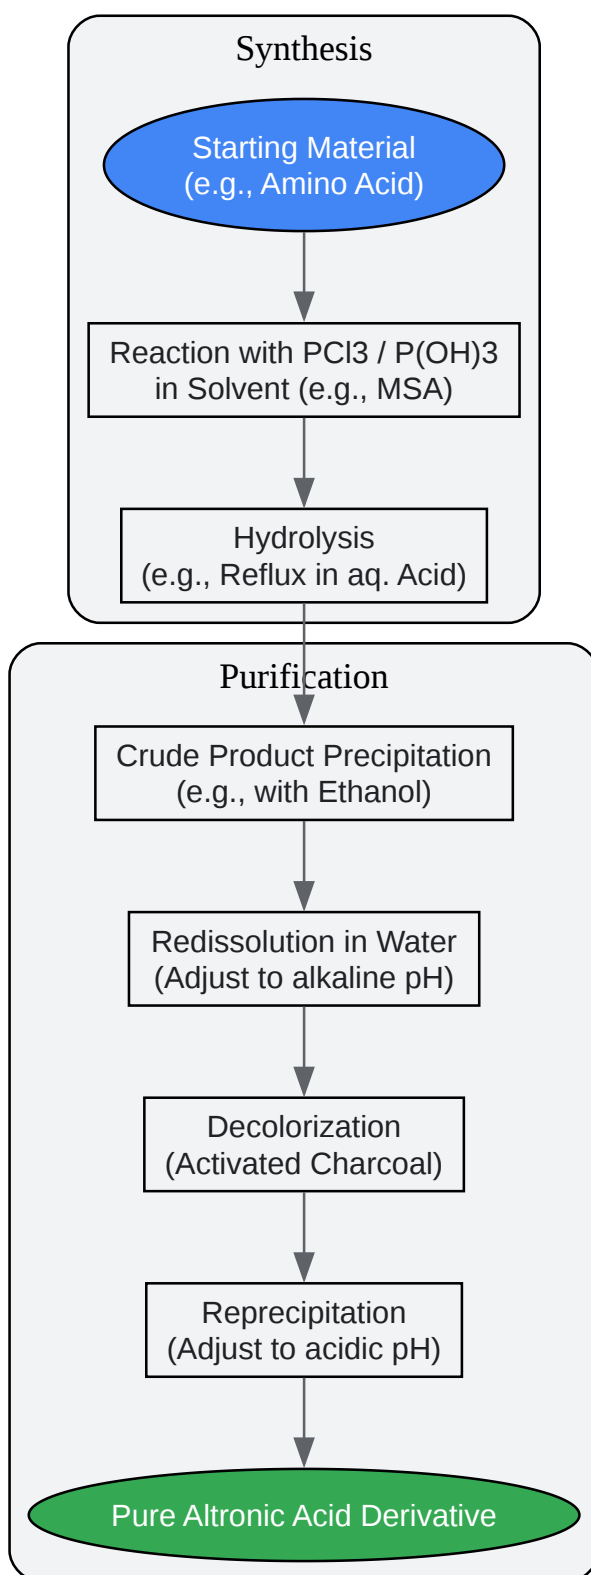 Synthesis
Starting Material
(e.g., Amino Acid)
Reaction with PCl3 / P(OH)3
in Solvent (e.g., MSA)
Hydrolysis
(e.g., Reflux in aq. Acid)
Purification
Crude Product Precipitation
(e.g., with Ethanol)
Redissolution in Water
(Adjust to alkaline pH)
Decolorization
(Activated Charcoal)
Reprecipitation
(Adjust to acidic pH)
Pure Altronic Acid Derivative